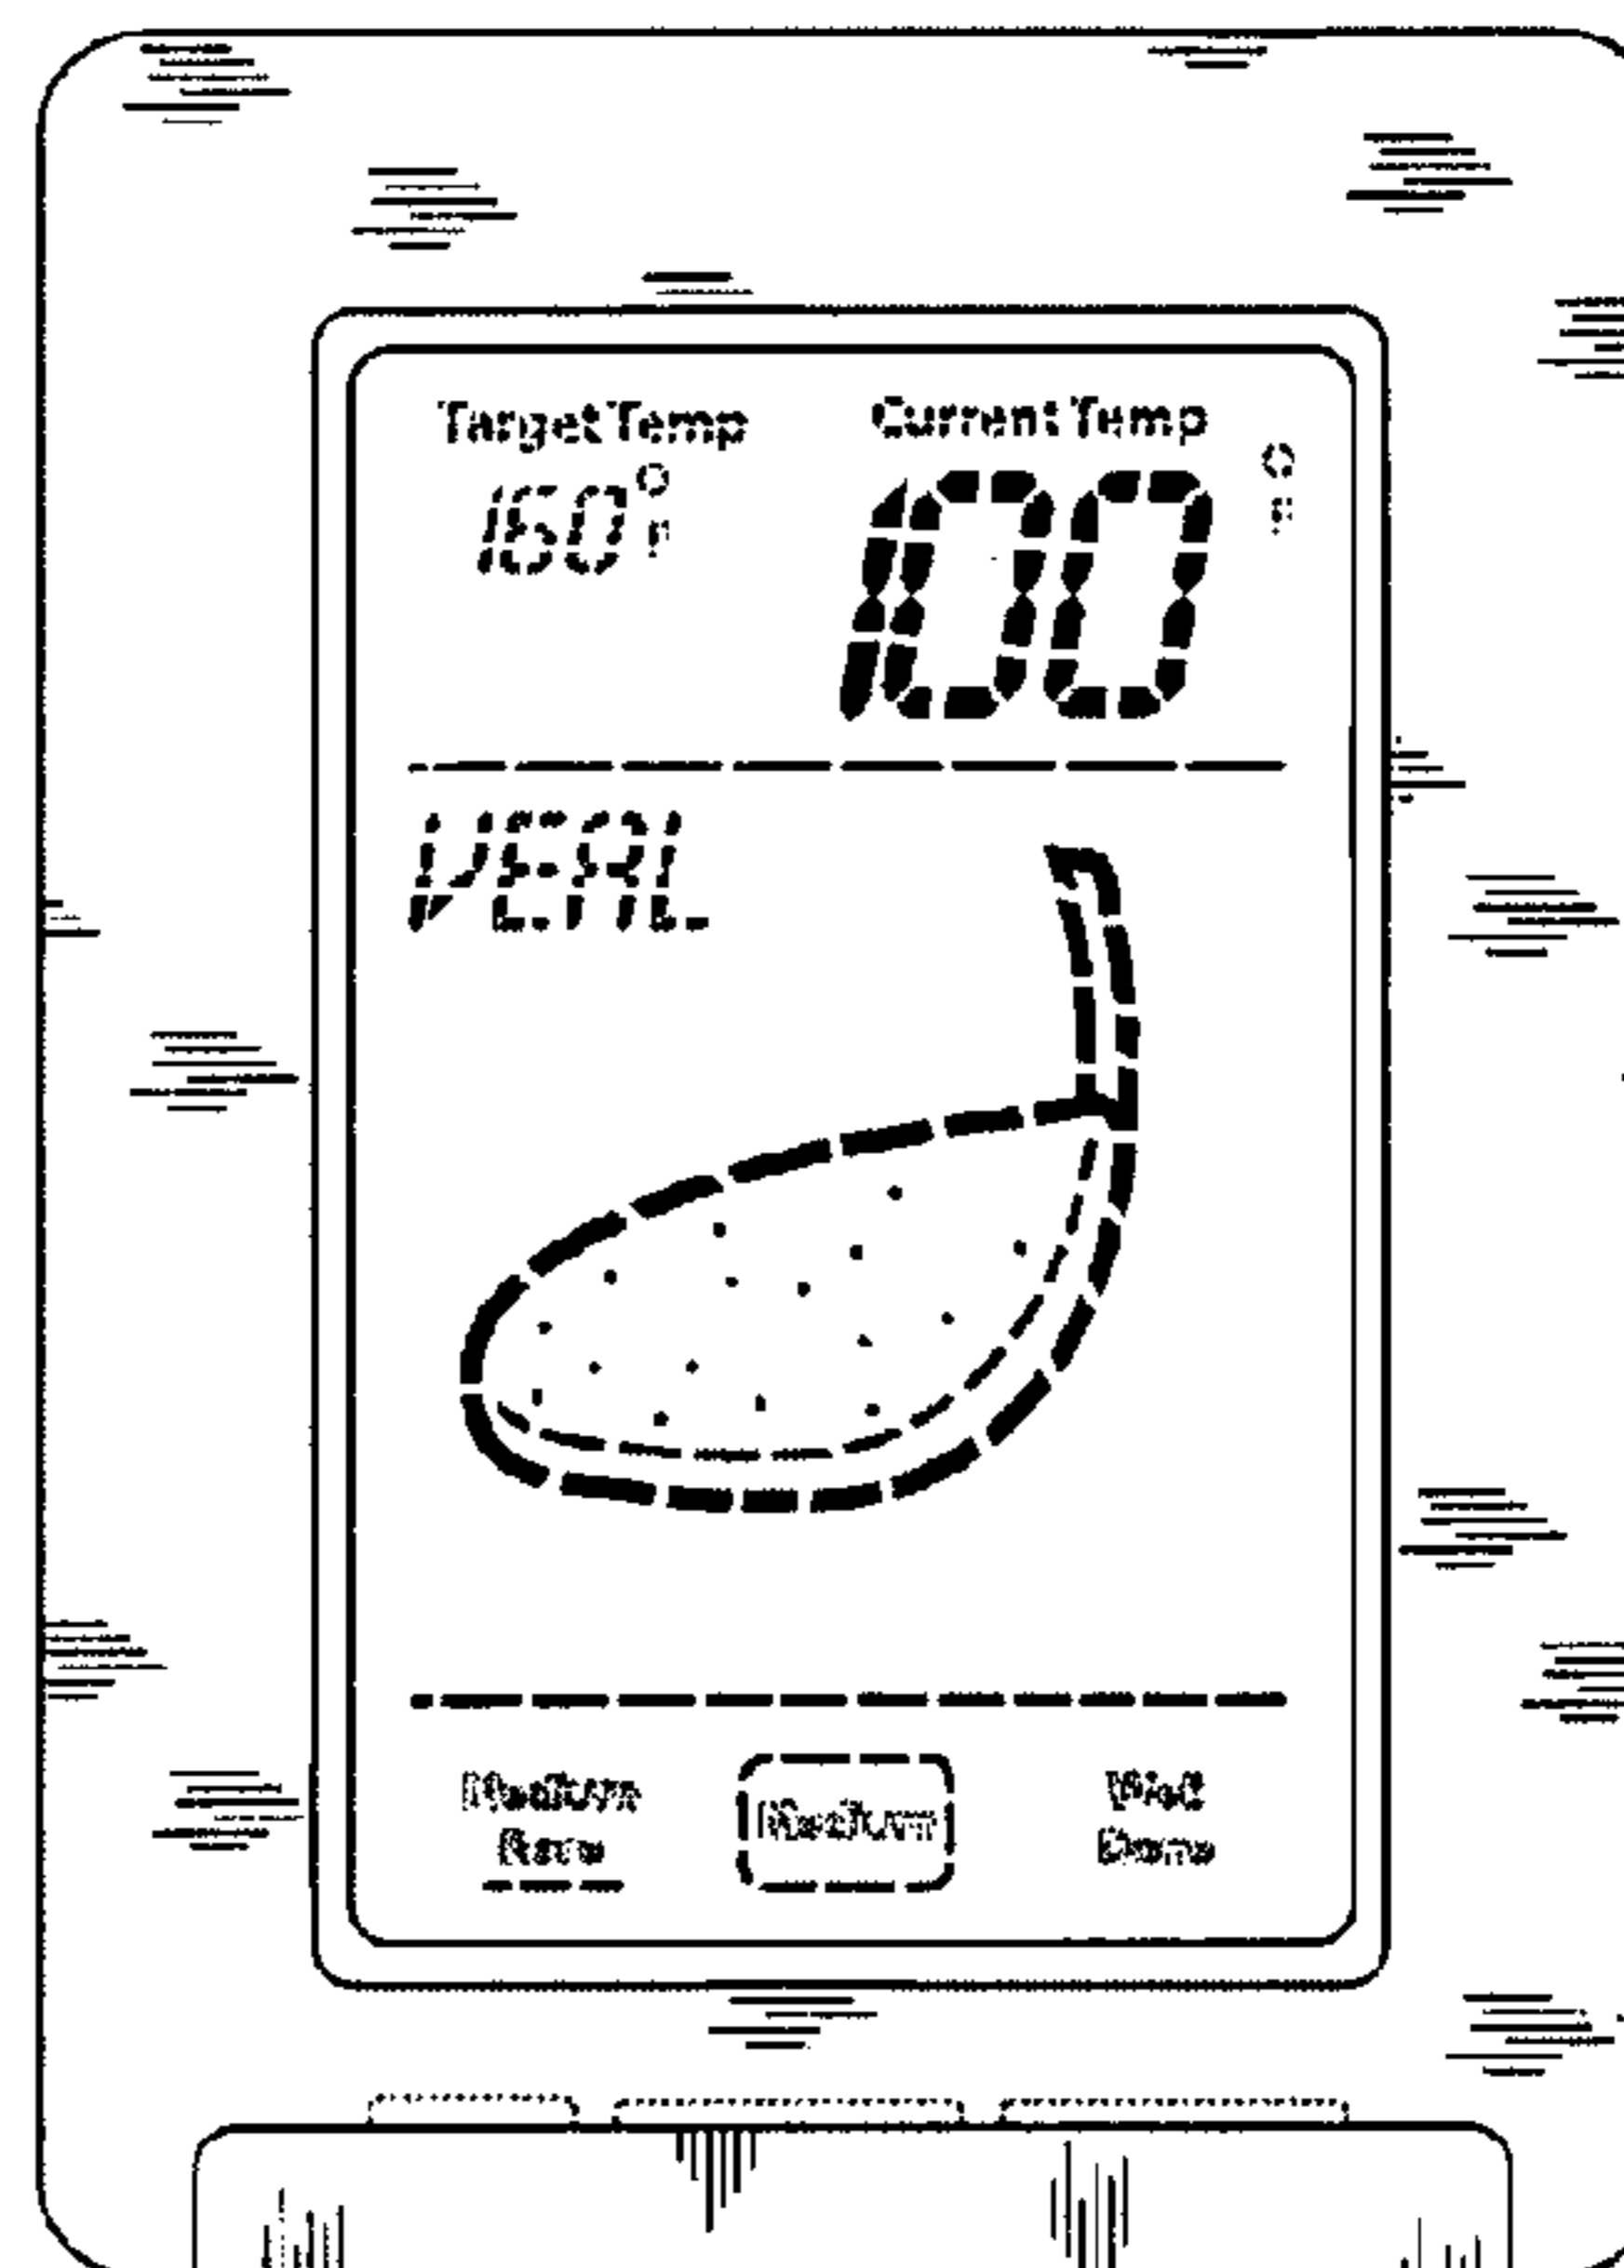 Target Temp Current Temp
160°F 100 °F
VEAL
Medium Medium Well
Rare Done